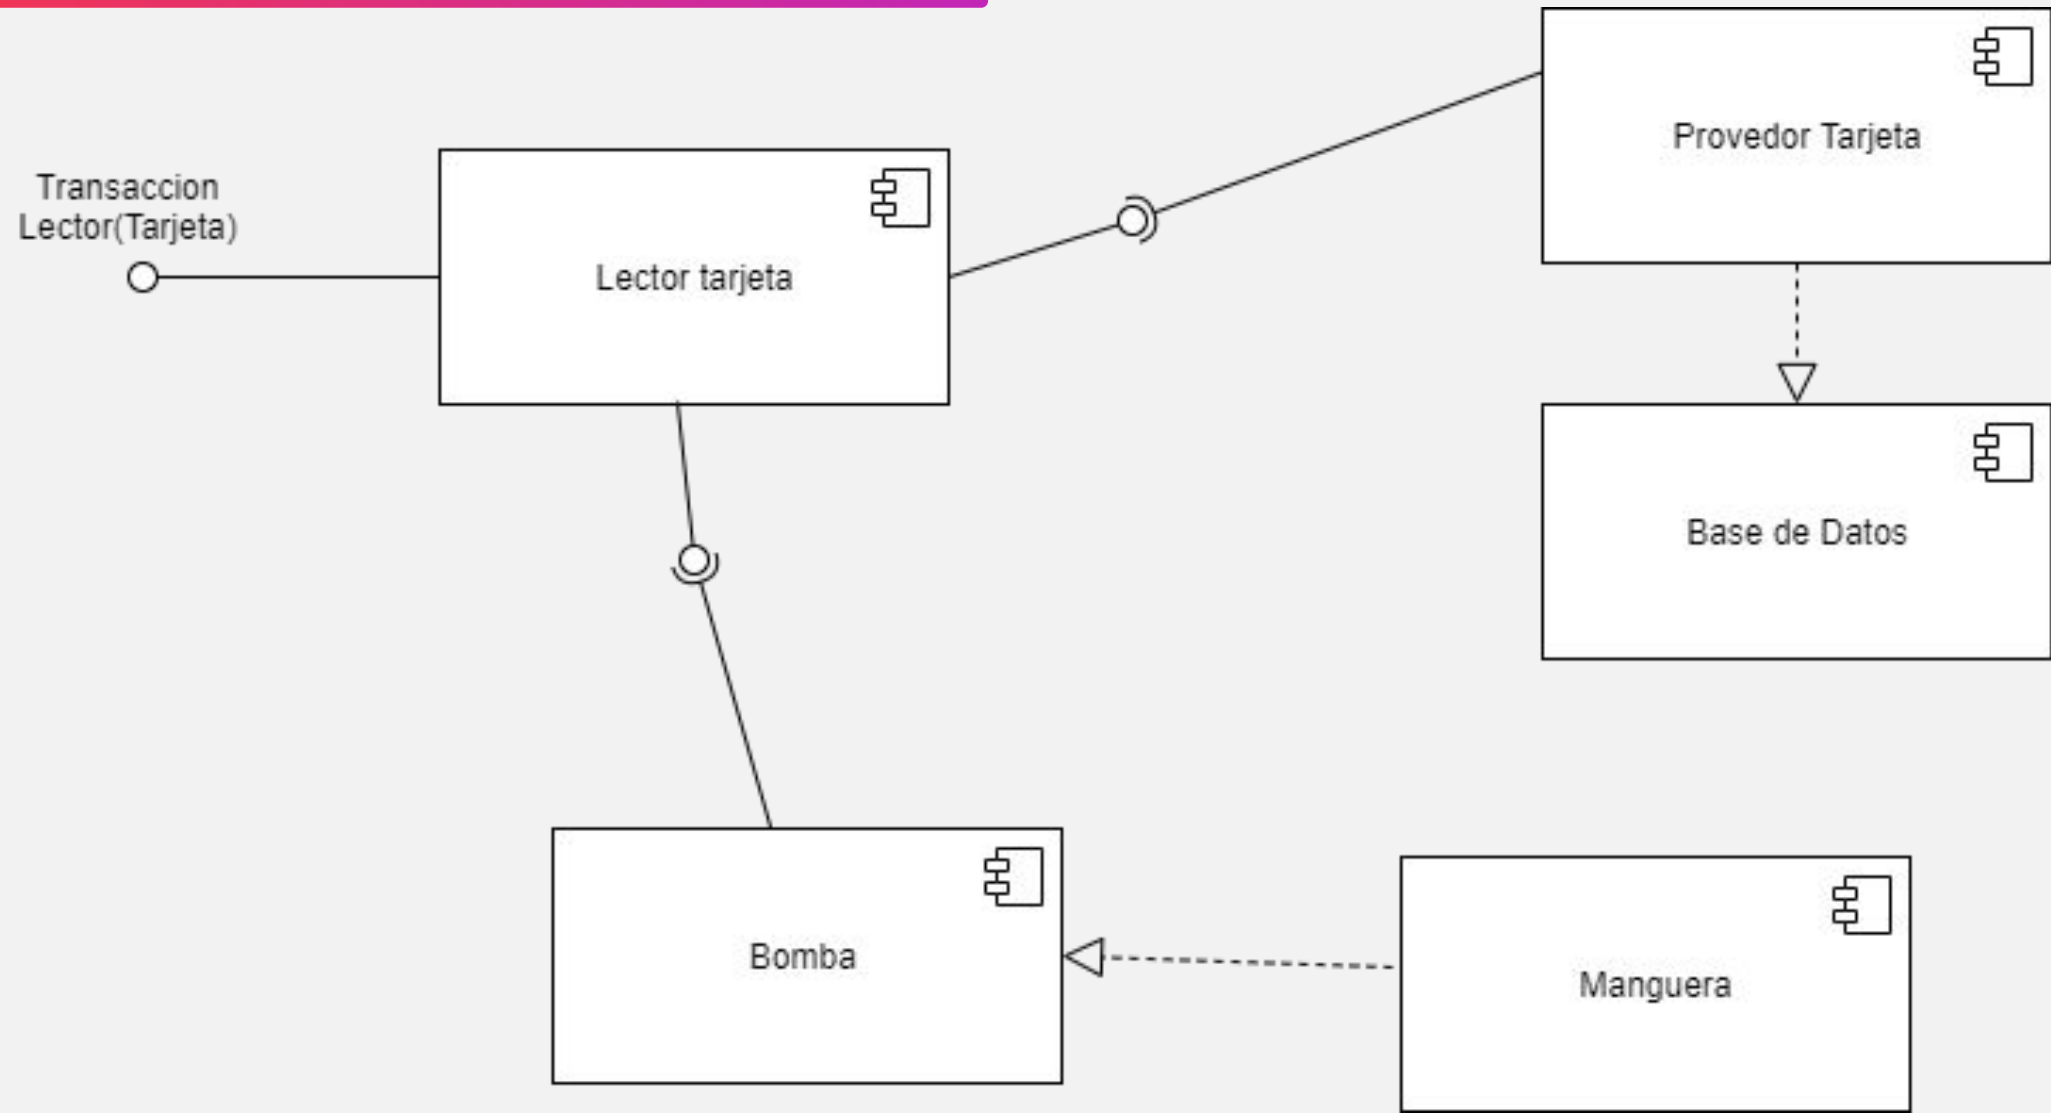 Provedor Tarjeta
Transaccion
Lector(Tarjeta)
Lector tarjeta
Base de Datos
Bomba
Manguera